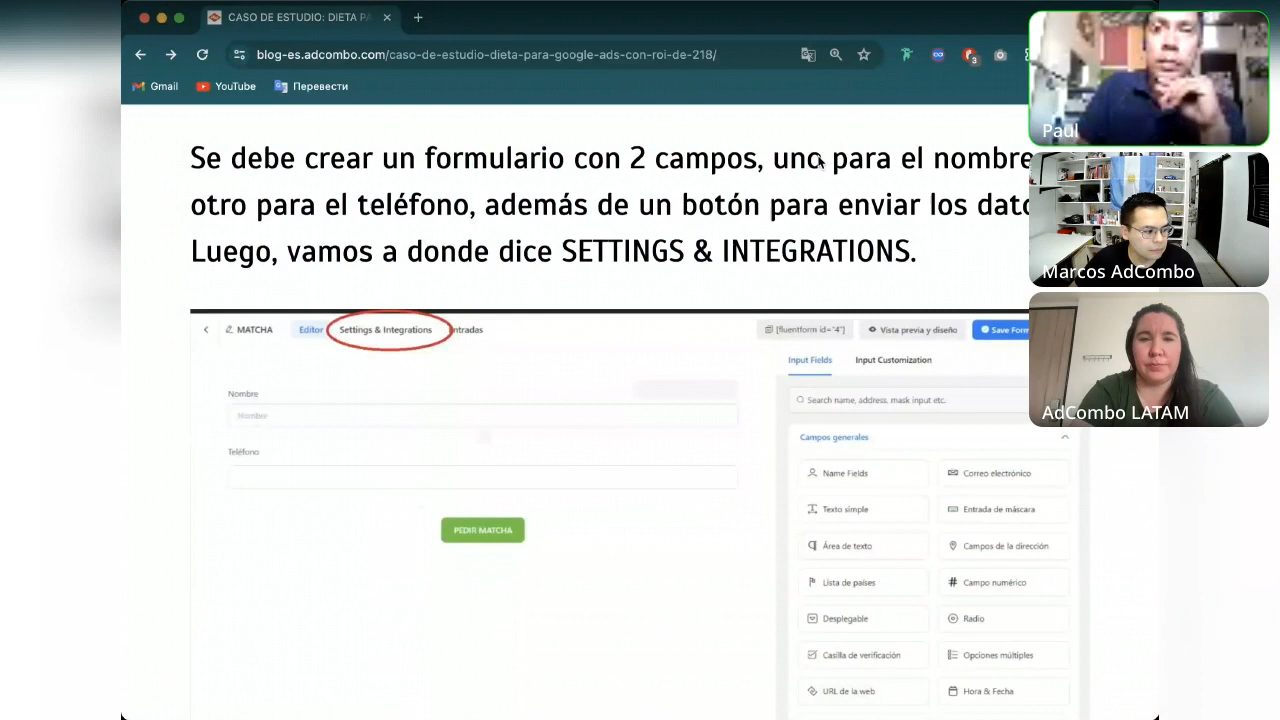 CASO DE ESTUDIO: DIETA PA
blog-es.adcombo.com/caso-de-estudio-dieta-para-google-ads-con-roi-de-218/
3
Gmail
YouTube
Перевести
Se debe crear un formulario con 2 campos, uno para el nombre
otro para el teléfono, además de un botón para enviar los dato
Luego, vamos a donde dice SETTINGS & INTEGRATIONS.
MATCHA
Editor
Settings & Integrations
Entradas
[fluentform id="4"]
Vista previa y diseño
Save Form
Input Fields
Input Customization
Nombre
Nombre
Teléfono
PEDIR MATCHA
Search name, address, mask input etc.
Campos generales
Name Fields
Correo electrónico
Texto simple
Entrada de máscara
Área de texto
Campos de la dirección
Lista de países
Campo numérico
Desplegable
Radio
Casilla de verificación
Opciones múltiples
URL de la web
Hora & Fecha
Paul
Marcos AdCombo
AdCombo LATAM